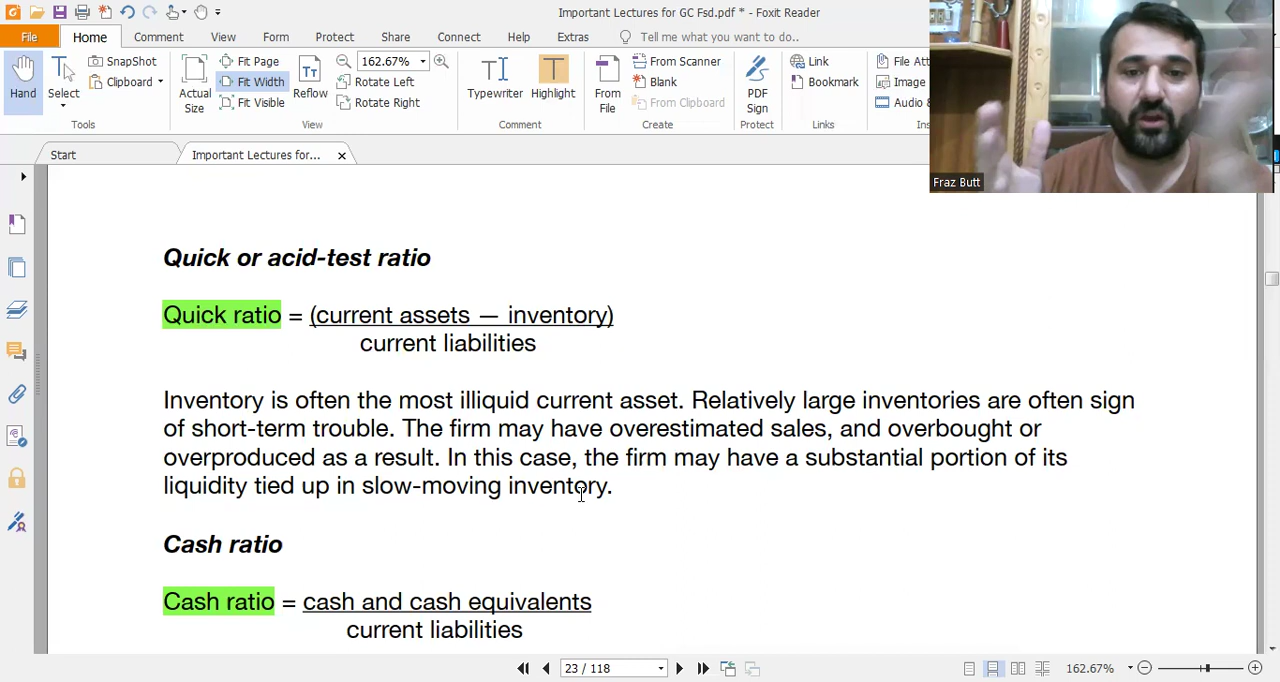 Important Lectures for GC Fsd.pdf * - Foxit Reader
File Home Comment View Form Protect Share Connect Help Extras Tell me what you want to do..
SnapShot Fit Page 162.67% From Scanner Link File Att
Clipboard Fit Width Rotate Left Blank Bookmark Image
Hand Select Actual Size Reflow Fit Visible Rotate Right Typewriter Highlight From File From Clipboard PDF Sign Audio &
Tools View Comment Create Protect Links Ins
Start Important Lectures for...
Fraz Butt
Quick or acid-test ratio
Quick ratio = (current assets — inventory)
current liabilities
Inventory is often the most illiquid current asset. Relatively large inventories are often sign
of short-term trouble. The firm may have overestimated sales, and overbought or
overproduced as a result. In this case, the firm may have a substantial portion of its
liquidity tied up in slow-moving inventory.
Cash ratio
Cash ratio = cash and cash equivalents
current liabilities
23 / 118 162.67%